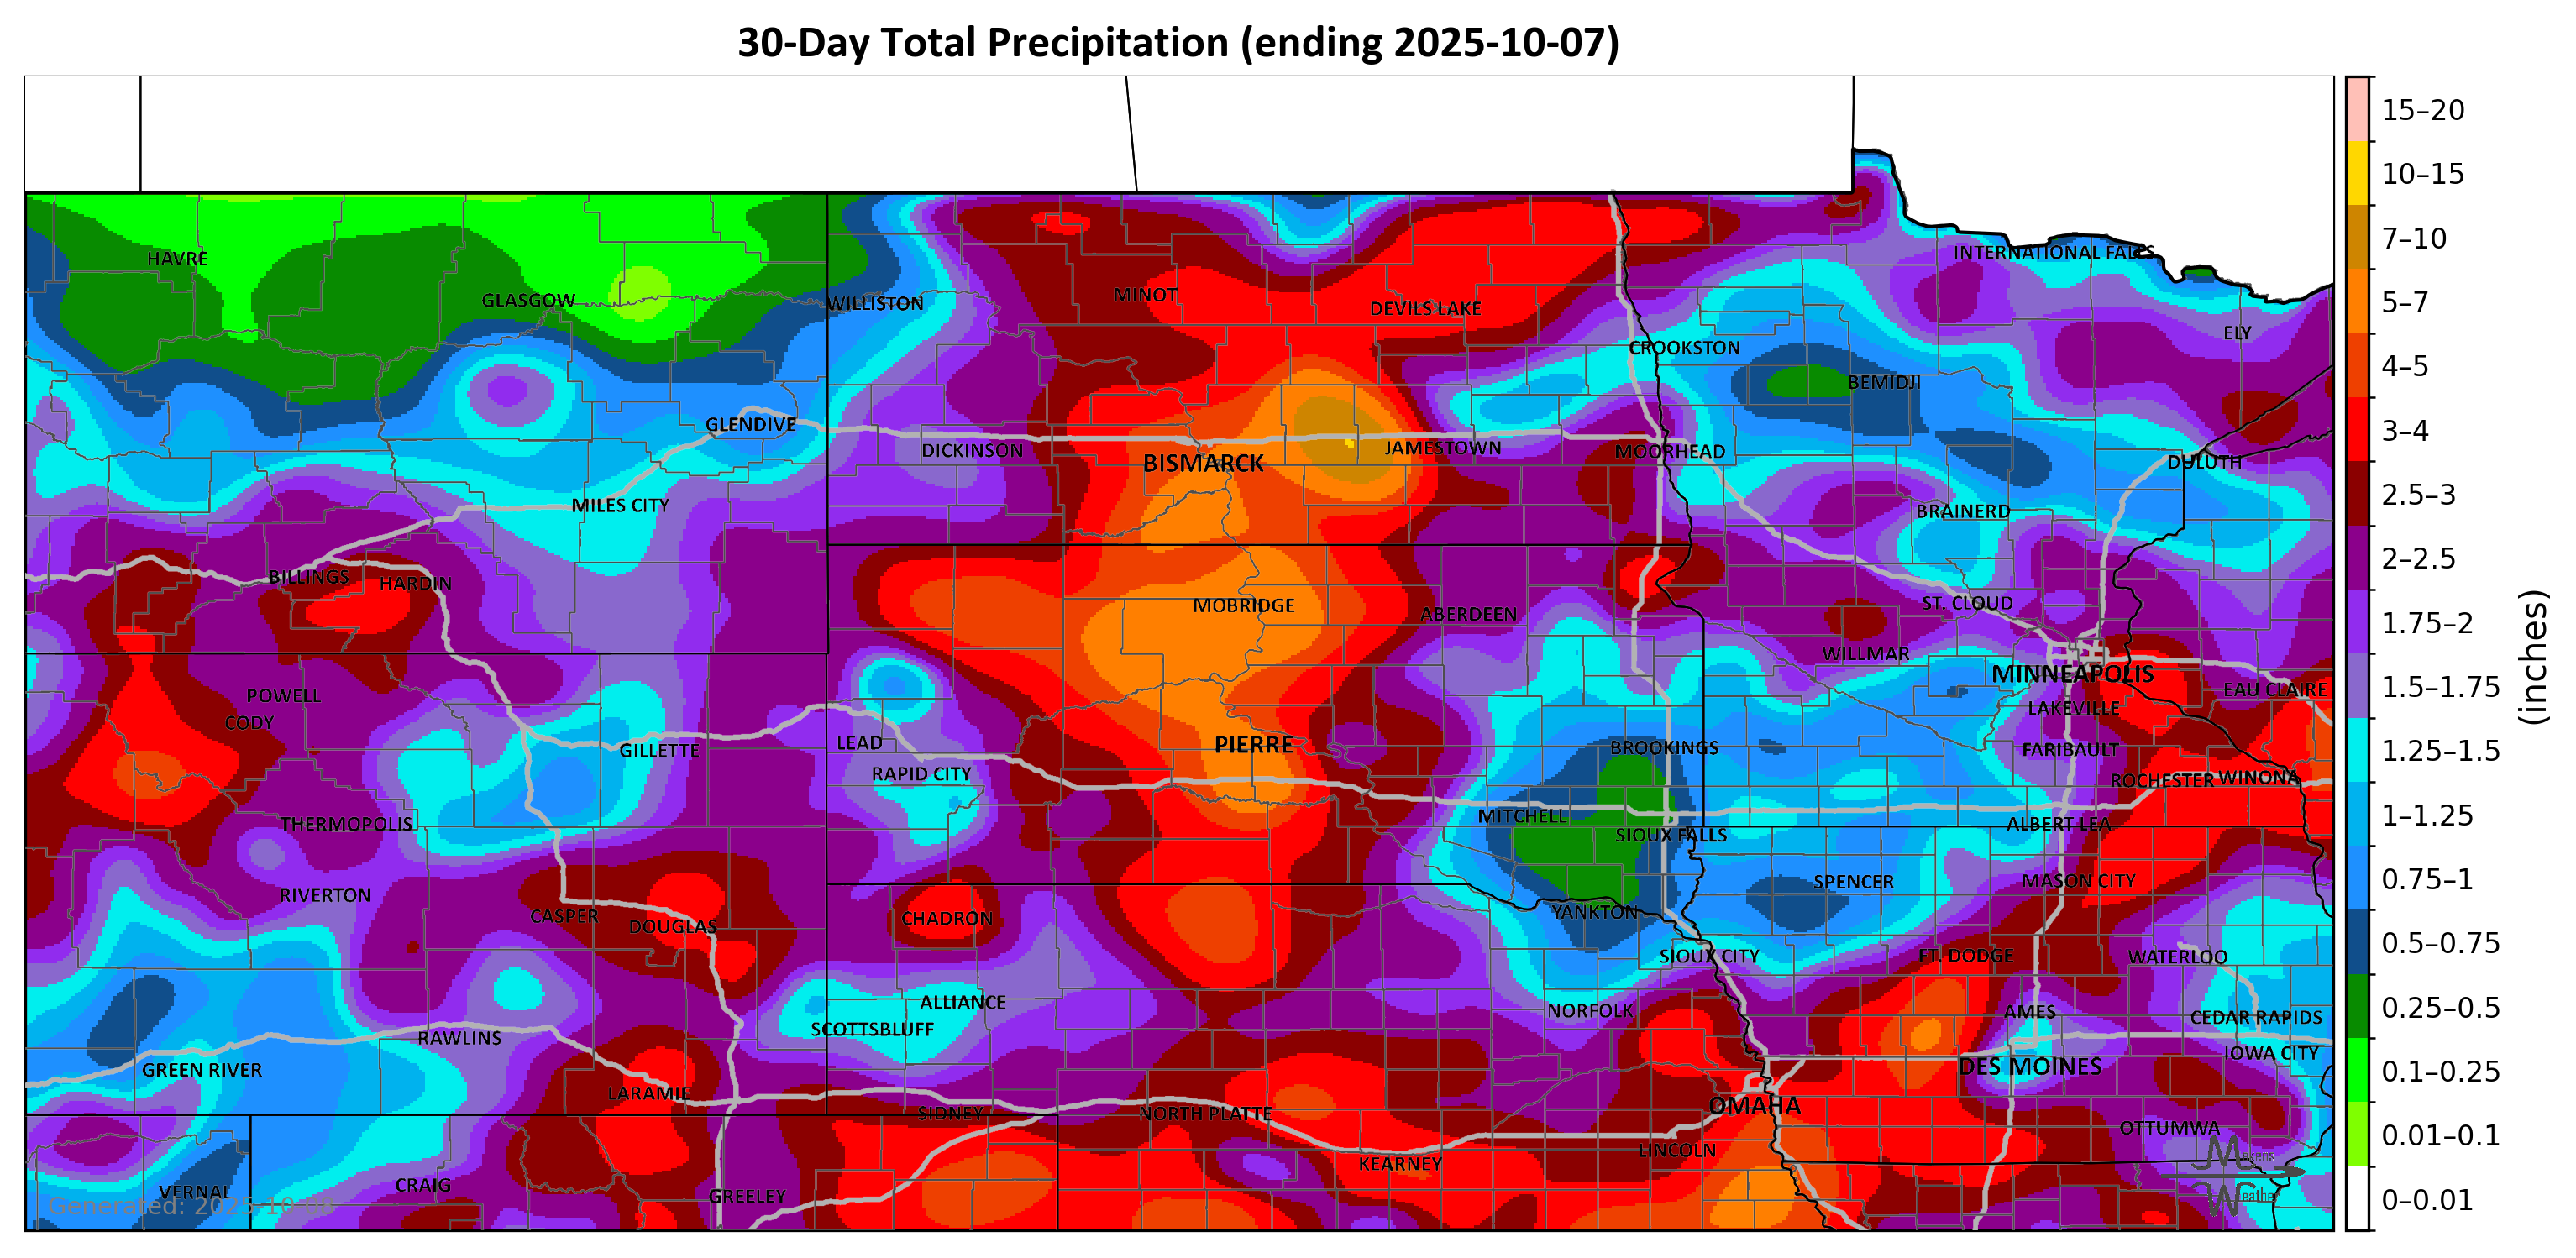 30-Day Total Precipitation (ending 2025-10-07)
15–20
10–15
7–10
5–7
4–5
3–4
2.5–3
2–2.5
1.75–2
1.5–1.75
1.25–1.5
1–1.25
0.75–1
0.5–0.75
0.25–0.5
0.1–0.25
0.01–0.1
0–0.01
(inches)
INTERNATIONAL FALLS
HAVRE
GLASGOW
WILLISTON
MINOT
DEVILS LAKE
ELY
CROOKSTON
BEMIDJI
GLENDIVE
DICKINSON
BISMARCK
JAMESTOWN
MOORHEAD
DULUTH
MILES CITY
BRAINERD
BILLINGS
HARDIN
MOBRIDGE
ABERDEEN
ST. CLOUD
WILLMAR
MINNEAPOLIS
POWELL
EAU CLAIRE
CODY
LAKEVILLE
GILLETTE
LEAD
PIERRE
BROOKINGS
FARIBAULT
RAPID CITY
ROCHESTER
WINONA
THERMOPOLIS
MITCHELL
SIOUX FALLS
ALBERT LEA
RIVERTON
SPENCER
MASON CITY
CASPER
DOUGLAS
CHADRON
YANKTON
SIOUX CITY
FT. DODGE
WATERLOO
ALLIANCE
NORFOLK
AMES
CEDAR RAPIDS
RAWLINS
SCOTTSBLUFF
GREEN RIVER
DES MOINES
IOWA CITY
LARAMIE
SIDNEY
NORTH PLATTE
OMAHA
OTTUMWA
LINCOLN
KEARNEY
VERNAL
CRAIG
GREELEY
Weather